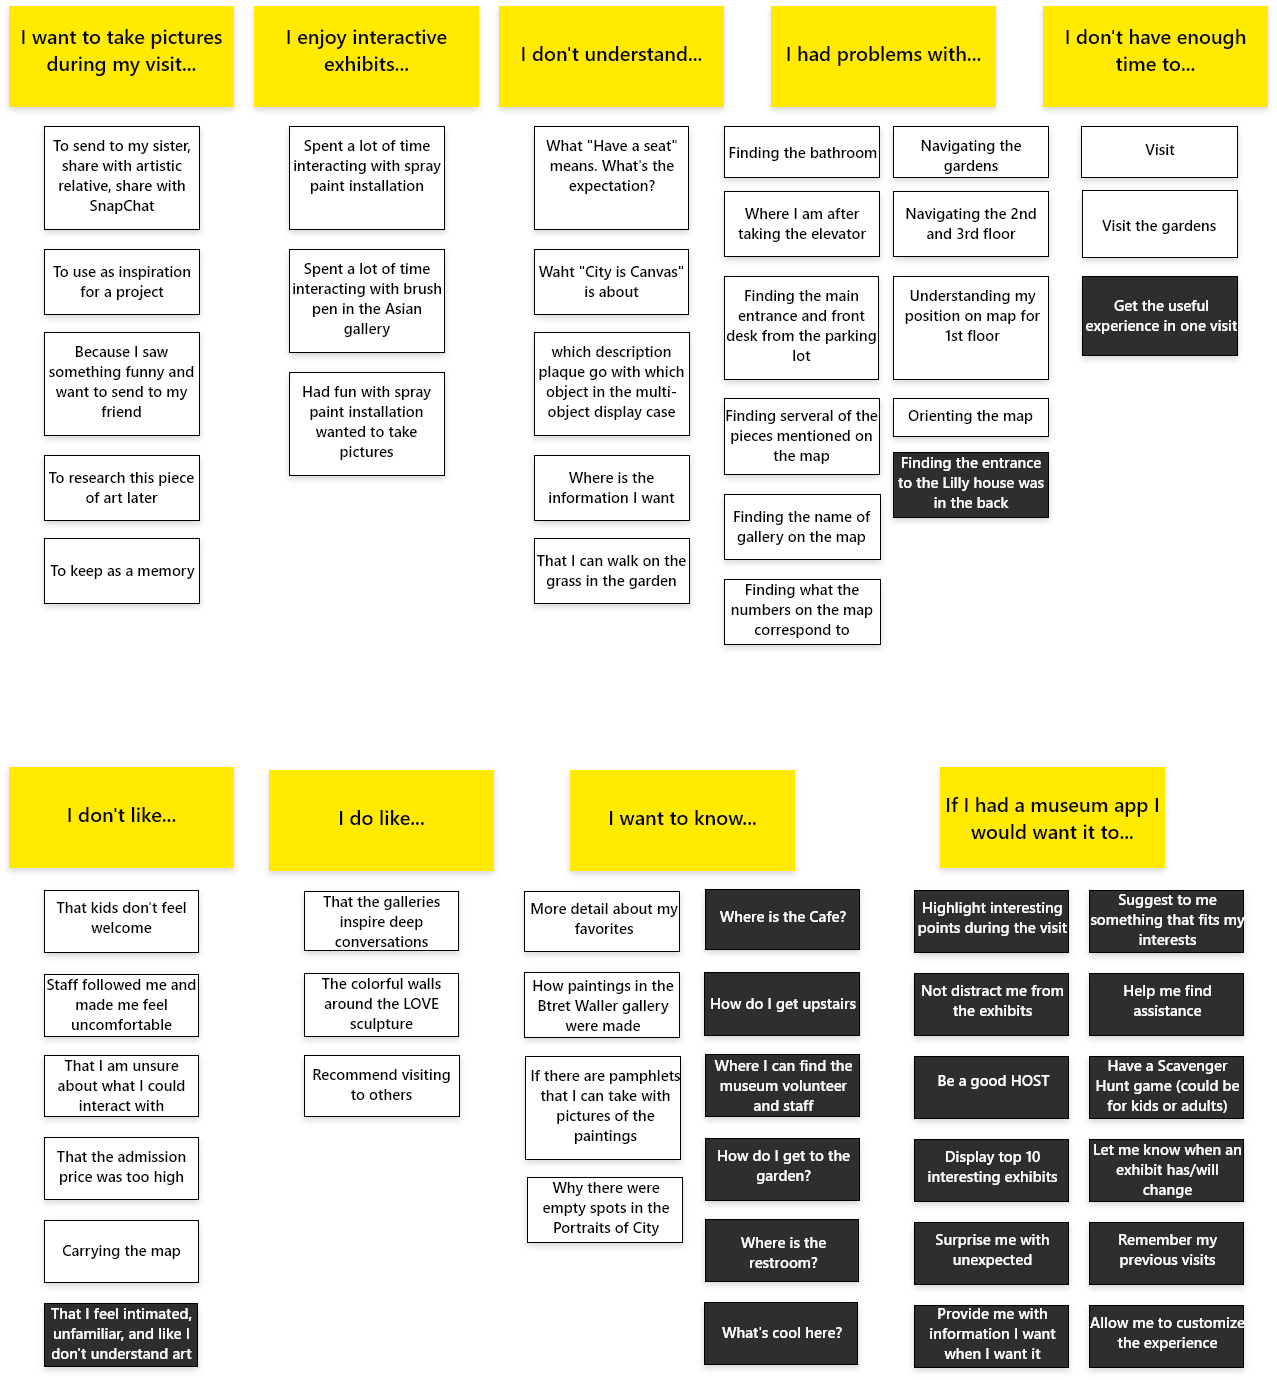 I want to take pictures
during my visit...
To send to my sister,
share with artistic
relative, share with
SnapChat
To use as inspiration
for a project
Because I saw
something funny and
want to send to my
friend
To research this piece
of art later
To keep as a memory
I enjoy interactive
exhibits...
Spent a lot of time
interacting with spray
paint installation
Spent a lot of time
interacting with brush
pen in the Asian
gallery
Had fun with spray
paint installation
wanted to take
pictures
I don't understand...
What "Have a seat"
means. What's the
expectation?
Waht "City is Canvas"
is about
which description
plaque go with which
object in the multi-
object display case
Where is the
information I want
That I can walk on the
grass in the garden
I had problems with...
Finding the bathroom
Where I am after
taking the elevator
Finding the main
entrance and front
desk from the parking
lot
Finding serveral of the
pieces mentioned on
the map
Finding the name of
gallery on the map
Finding what the
numbers on the map
correspond to
Navigating the
gardens
Navigating the 2nd
and 3rd floor
Understanding my
position on map for
1st floor
Orienting the map
Finding the entrance
to the Lilly house was
in the back
I don't have enough
time to...
Visit
Visit the gardens
Get the useful
experience in one visit
I don't like...
That kids don't feel
welcome
Staff followed me and
made me feel
uncomfortable
That I am unsure
about what I could
interact with
That the admission
price was too high
Carrying the map
That I feel intimated,
unfamiliar, and like I
don't understand art
I do like...
That the galleries
inspire deep
conversations
The colorful walls
around the LOVE
sculpture
Recommend visiting
to others
I want to know...
More detail about my
favorites
How paintings in the
Btret Waller gallery
were made
If there are pamphlets
that I can take with
pictures of the
paintings
Why there were
empty spots in the
Portraits of City
Where is the Cafe?
How do I get upstairs
Where I can find the
museum volunteer
and staff
How do I get to the
garden?
Where is the
restroom?
What's cool here?
If I had a museum app I
would want it to...
Highlight interesting
points during the visit
Not distract me from
the exhibits
Be a good HOST
Display top 10
interesting exhibits
Surprise me with
unexpected
Provide me with
information I want
when I want it
Suggest to me
something that fits my
interests
Help me find
assistance
Have a Scavenger
Hunt game (could be
for kids or adults)
Let me know when an
exhibit has/will
change
Remember my
previous visits
Allow me to customize
the experience